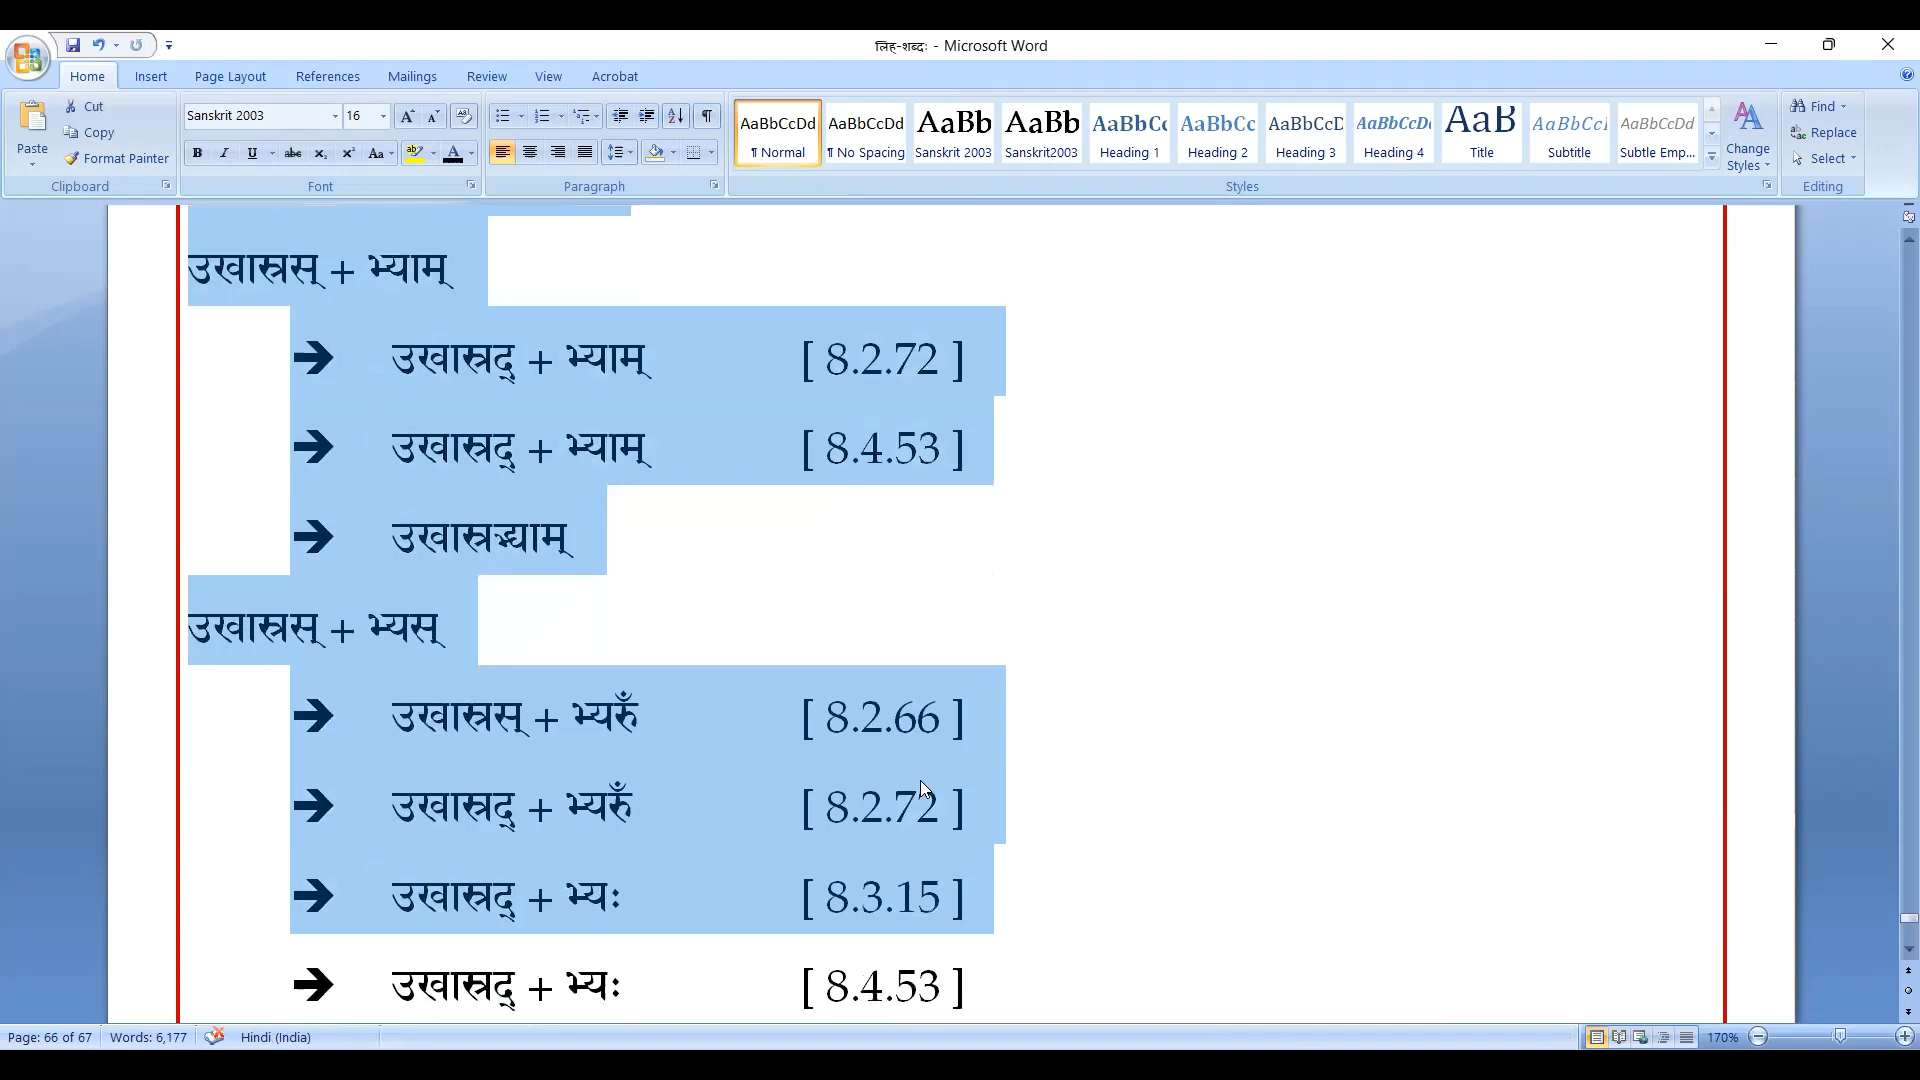 लिह्-शब्दः - Microsoft Word
Home Insert Page Layout References Mailings Review View Acrobat
Paste
Cut
Copy
Format Painter
Clipboard
Sanskrit 2003 16
Font
Paragraph
AaBbCcDd AaBbCcDd AaBb AaBb AaBbCc AaBbCc AaBbCcD AaBbCcD AaB AaBbCcl AaBbCcDd
¶ Normal ¶ No Spacing Sanskrit 2003 Sanskrit2003 Heading 1 Heading 2 Heading 3 Heading 4 Title Subtitle Subtle Emp...
Change Styles
Styles
Find
Replace
Select
Editing
उखास्रस् + भ्याम्
➔ उखास्रद् + भ्याम् [ 8.2.72 ]
➔ उखास्रद् + भ्याम् [ 8.4.53 ]
➔ उखास्रद्भ्याम्
उखास्रस् + भ्यस्
➔ उखास्रस् + भ्यरुँ [ 8.2.66 ]
➔ उखास्रद् + भ्यरुँ [ 8.2.72 ]
➔ उखास्रद् + भ्यः [ 8.3.15 ]
➔ उखास्रद् + भ्यः [ 8.4.53 ]
Page: 66 of 67 Words: 6,177 Hindi (India) 170%